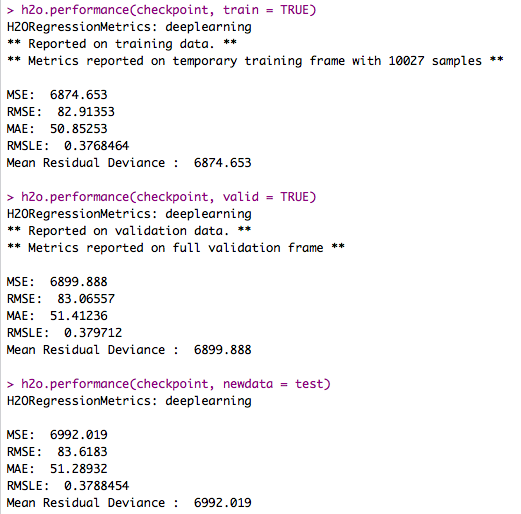 > h2o.performance(checkpoint, train = TRUE)
H2ORegressionMetrics: deeplearning
** Reported on training data. **
** Metrics reported on temporary training frame with 10027 samples **
MSE:  6874.653
RMSE:  82.91353
MAE:  50.85253
RMSLE:  0.3768464
Mean Residual Deviance :  6874.653
> h2o.performance(checkpoint, valid = TRUE)
H2ORegressionMetrics: deeplearning
** Reported on validation data. **
** Metrics reported on full validation frame **
MSE:  6899.888
RMSE:  83.06557
MAE:  51.41236
RMSLE:  0.379712
Mean Residual Deviance :  6899.888
> h2o.performance(checkpoint, newdata = test)
H2ORegressionMetrics: deeplearning
MSE:  6992.019
RMSE:  83.6183
MAE:  51.28932
RMSLE:  0.3788454
Mean Residual Deviance :  6992.019